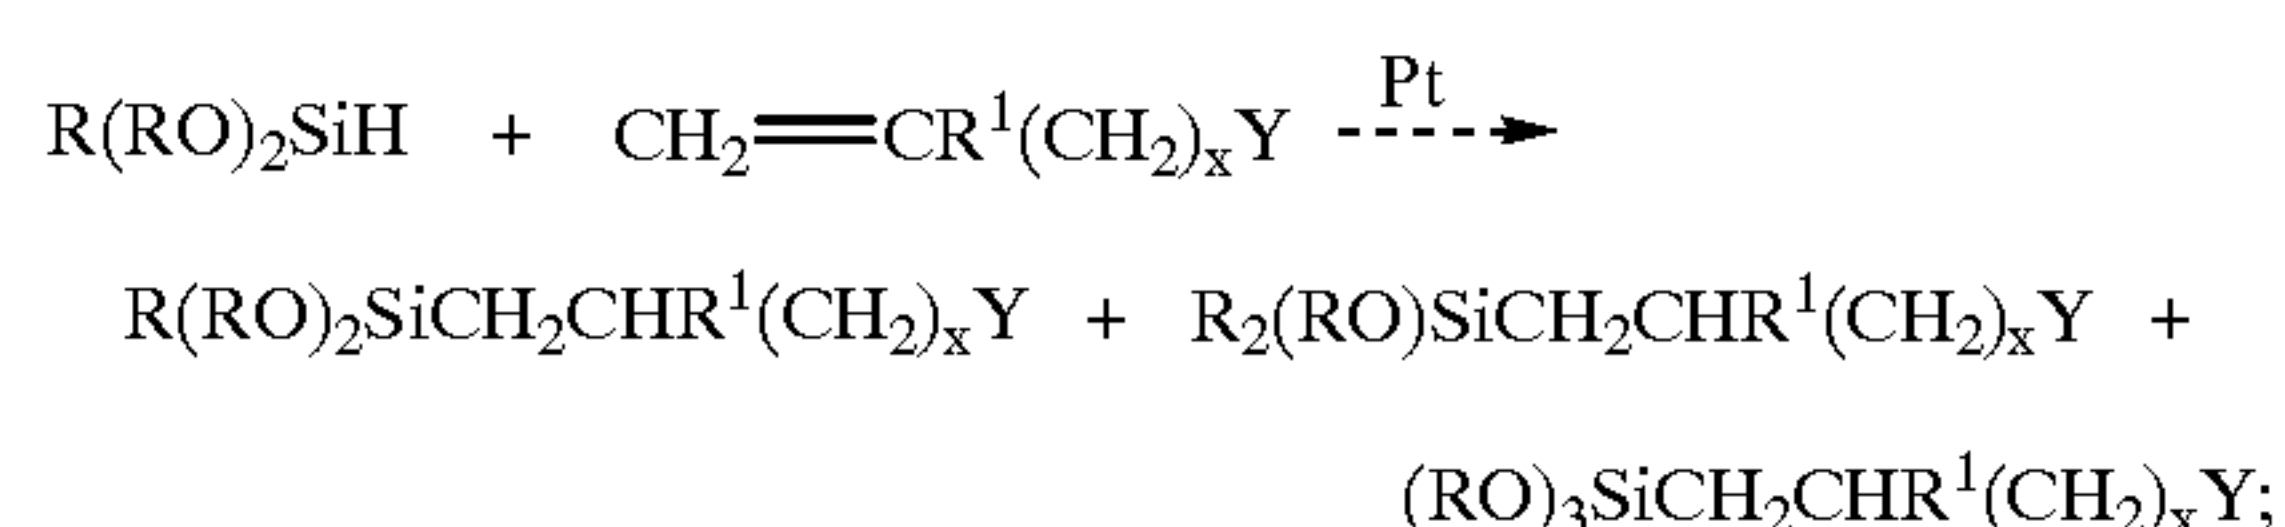 Pt
R(RO)₂SiH + CH₂=CR¹(CH₂)ₓY
R(RO)₂SiCH₂CHR¹(CH₂)ₓY + R₂(RO)SiCH₂CHR¹(CH₂)ₓY +
(RO)₃SiCH₂CHR¹(CH₂)ₓY;